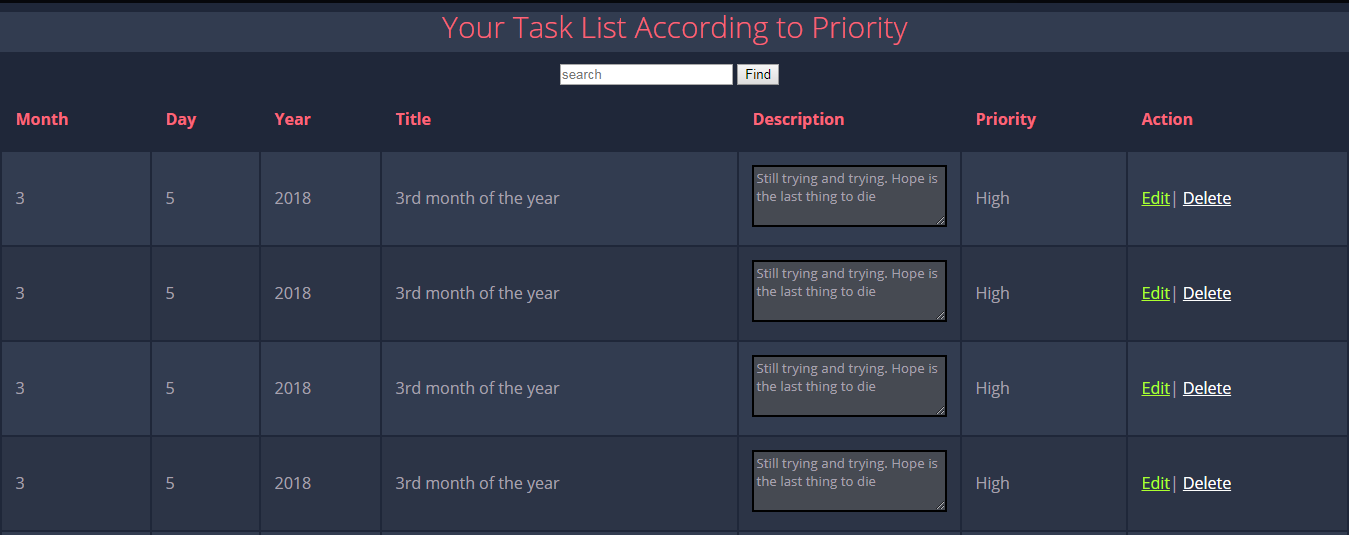 Your Task List According to Priority
search Find
Month Day Year Title Description Priority Action
3 5 2018 3rd month of the year Still trying and trying. Hope is High Edit| Delete
the last thing to die
3 5 2018 3rd month of the year Still trying and trying. Hope is High Edit| Delete
the last thing to die
3 5 2018 3rd month of the year Still trying and trying. Hope is High Edit| Delete
the last thing to die
3 5 2018 3rd month of the year Still trying and trying. Hope is High Edit| Delete
the last thing to die